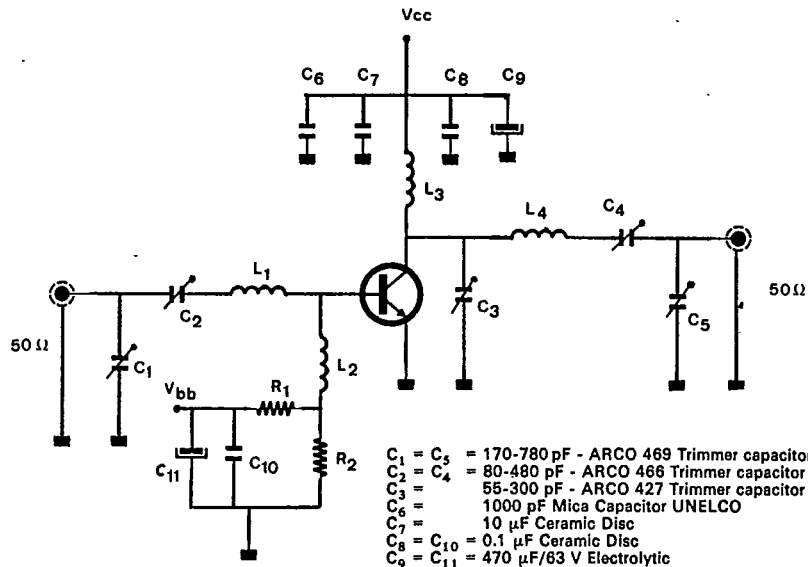 Vcc
C6 C7 C8 C9
L3
L4 C4
L1
C2
C3
C5
50 Ω
50 Ω
C1
L2
Vbb
R1
C11
C10
R2
C1 = C5 = 170-780 pF - ARCO 469 Trimmer capacitor
C2 = C4 = 80-480 pF - ARCO 466 Trimmer capacitor
C3 = 55-300 pF - ARCO 427 Trimmer capacitor
C6 = 1000 pF Mica Capacitor UNELCO
C7 = 10 µF Ceramic Disc
C8 = C10 = 0.1 µF Ceramic Disc
C9 = C11 = 470 µF/63 V Electrolytic